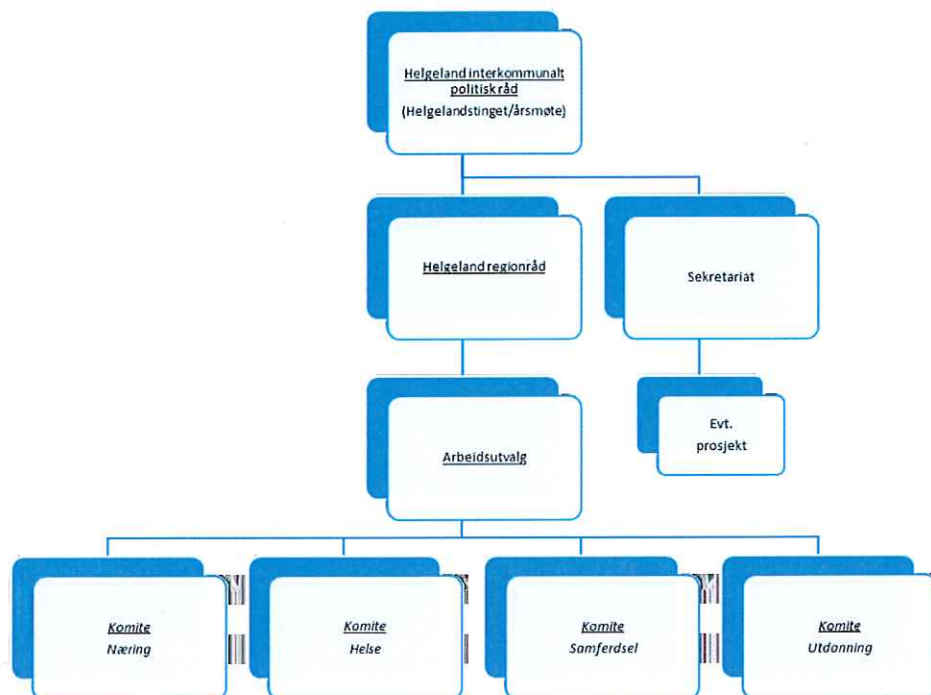 Helgeland interkommunalt
politisk råd
(Helgelandstinget/årsmøte)
Helgeland regionråd
Sekretariat
Arbeidsutvalg
Evt.
prosjekt
Komite
Næring
Komite
Helse
Komite
Samferdsel
Komite
Utdanning